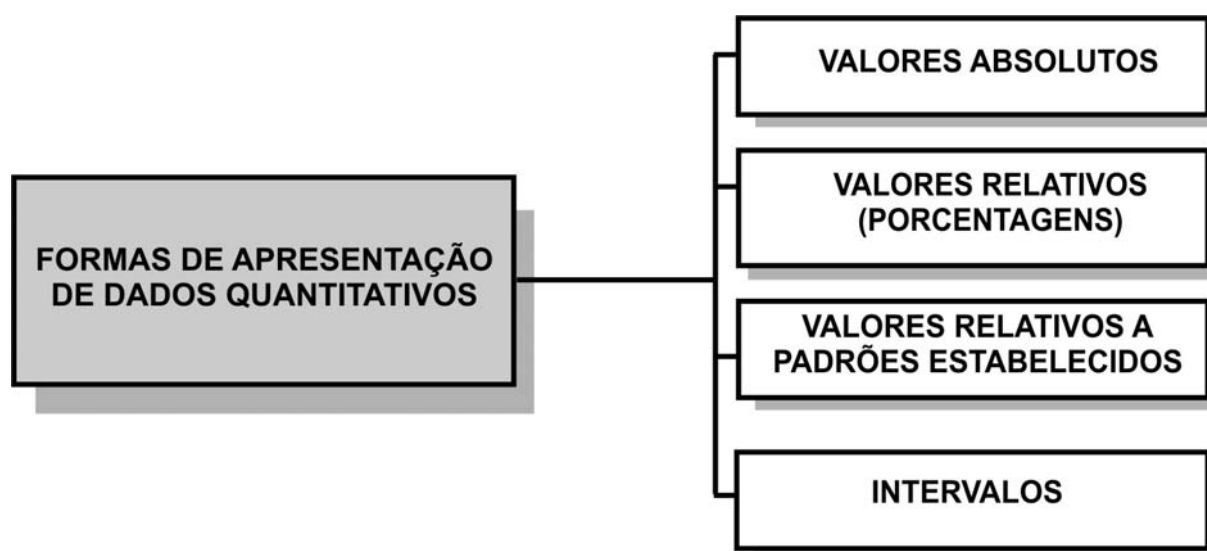 FORMAS DE APRESENTAÇÃO
DE DADOS QUANTITATIVOS
VALORES ABSOLUTOS
VALORES RELATIVOS
(PORCENTAGENS)
VALORES RELATIVOS A
PADRÕES ESTABELECIDOS
INTERVALOS